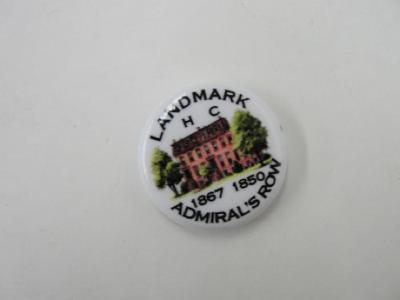 LANDMARK
H C
1867 1850
ADMIRAL'S ROW